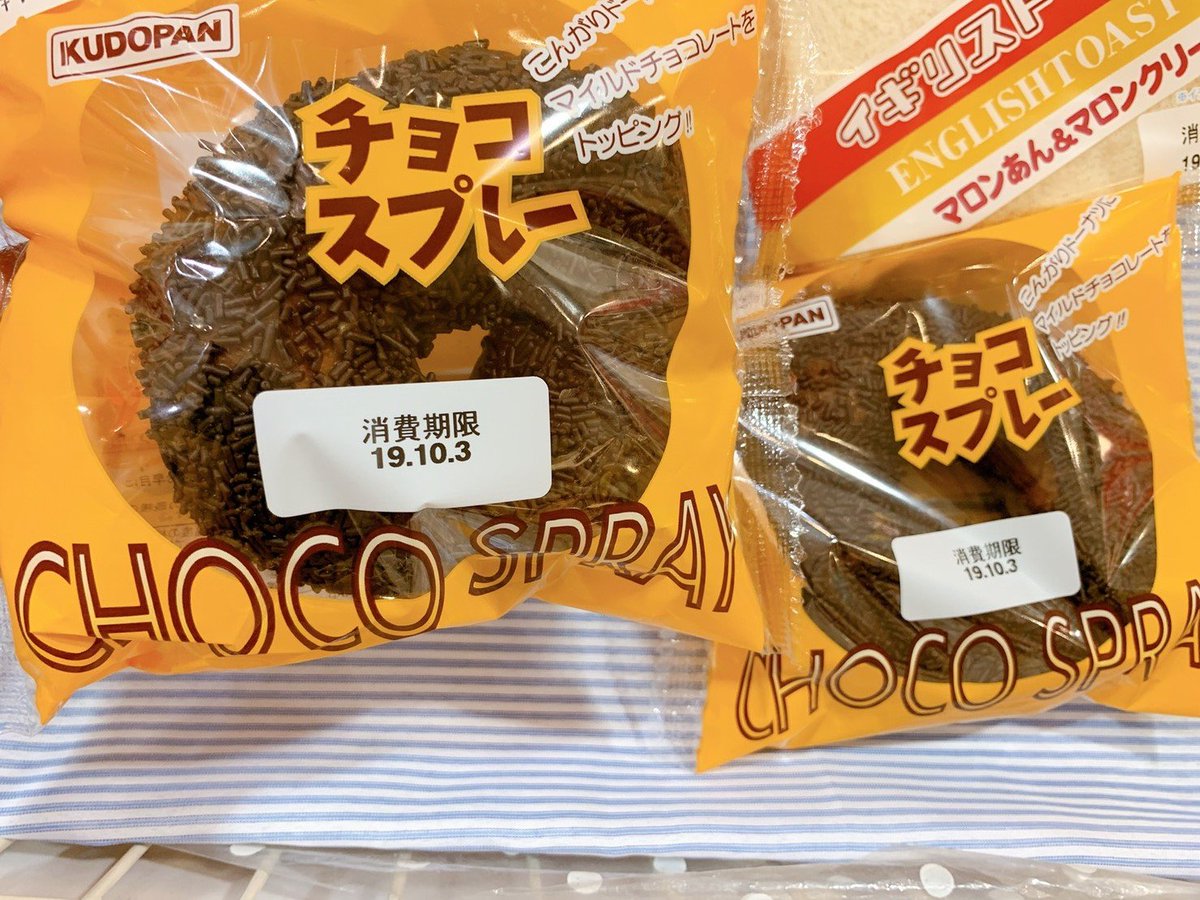 KUDOPAN
チョコ
スプレー
こんがりドーナツに
マイルドチョコレートを
トッピング!!
消費期限
19.10.3
CHOCO SPRAY
イギリスト
ENGLISH TOAST
マロンあん&マロンクリー
消
19
KUDOPAN
チョコ
スプレー
こんがりドーナツに
マイルドチョコレートを
トッピング!!
消費期限
19.10.3
CHOCO SPRA